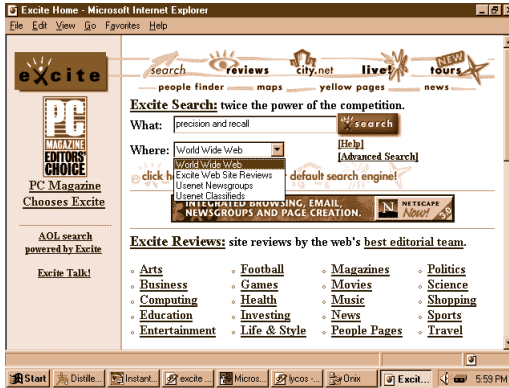 Excite Home - Microsoft Internet Explorer
File Edit View Go Favorites Help
excite
search reviews city.net live! NEW tours
people finder maps yellow pages news
Excite Search: twice the power of the competition.
What: precision and recall search
Where: World Wide Web [Help]
[Advanced Search]
World Wide Web
Excite Web Site Reviews
Usenet Newsgroups
Usenet Classifieds
click h default search engine!
PC
MAGAZINE
EDITORS'
CHOICE
PC Magazine
Chooses Excite
INTEGRATED BROWSING, EMAIL,
NEWSGROUPS AND PAGE CREATION.
N NETSCAPE Now! 3.0
AOL search
powered by Excite
Excite Talk!
Excite Reviews: site reviews by the web's best editorial team.
Arts Football Magazines Politics
Business Games Movies Science
Computing Health Music Shopping
Education Investing News Sports
Entertainment Life & Style People Pages Travel
Start Distille... Instant... excite ... Micros... lycos -... Onix Excit... 5:59 PM